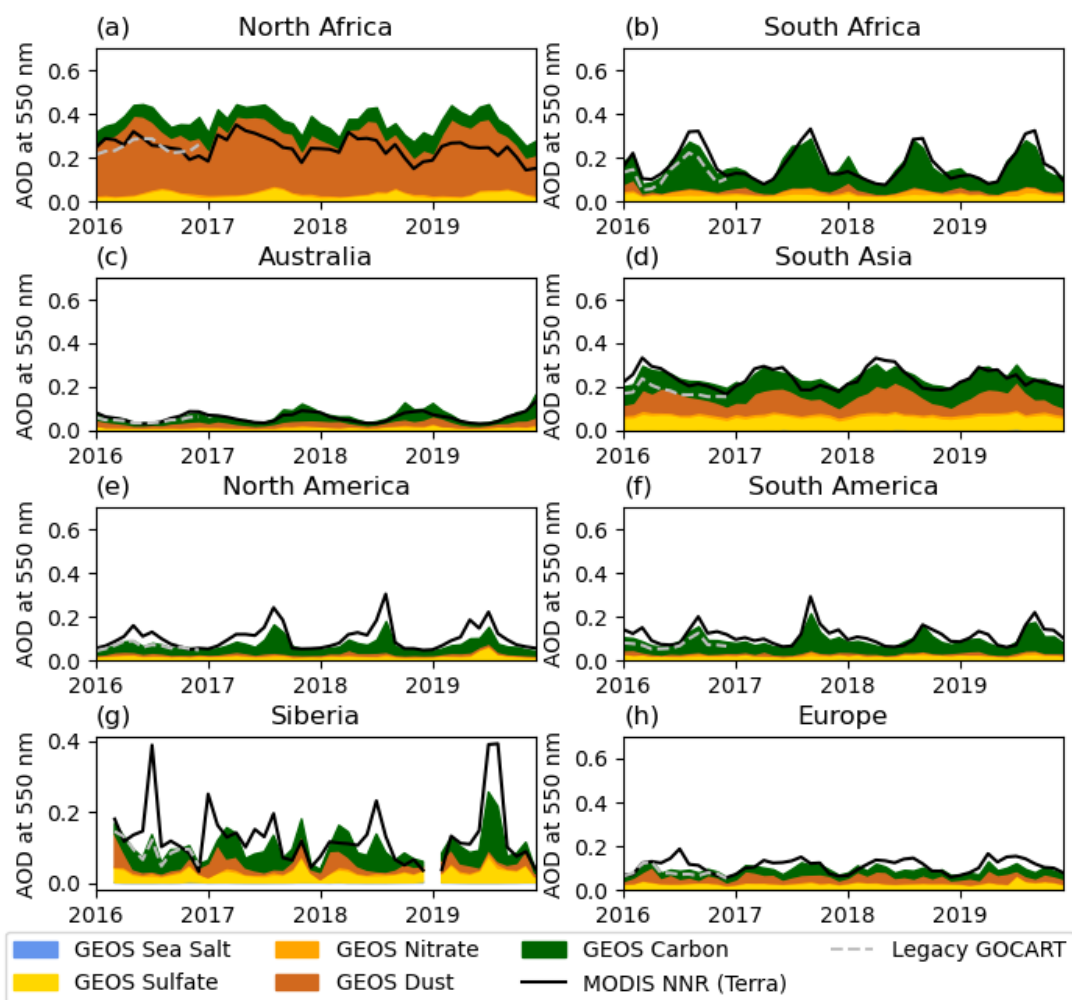 (a) North Africa
(b) South Africa
AOD at 550 nm
0.6
0.4
0.2
0.0
2016 2017 2018 2019
AOD at 550 nm
0.6
0.4
0.2
0.0
2016 2017 2018 2019
(c) Australia
(d) South Asia
AOD at 550 nm
0.6
0.4
0.2
0.0
2016 2017 2018 2019
AOD at 550 nm
0.6
0.4
0.2
0.0
2016 2017 2018 2019
(e) North America
(f) South America
AOD at 550 nm
0.6
0.4
0.2
0.0
2016 2017 2018 2019
AOD at 550 nm
0.6
0.4
0.2
0.0
2016 2017 2018 2019
(g) Siberia
(h) Europe
AOD at 550 nm
0.4
0.2
0.0
2016 2017 2018 2019
AOD at 550 nm
0.6
0.4
0.2
0.0
2016 2017 2018 2019
GEOS Sea Salt GEOS Nitrate GEOS Carbon Legacy GOCART
GEOS Sulfate GEOS Dust MODIS NNR (Terra)